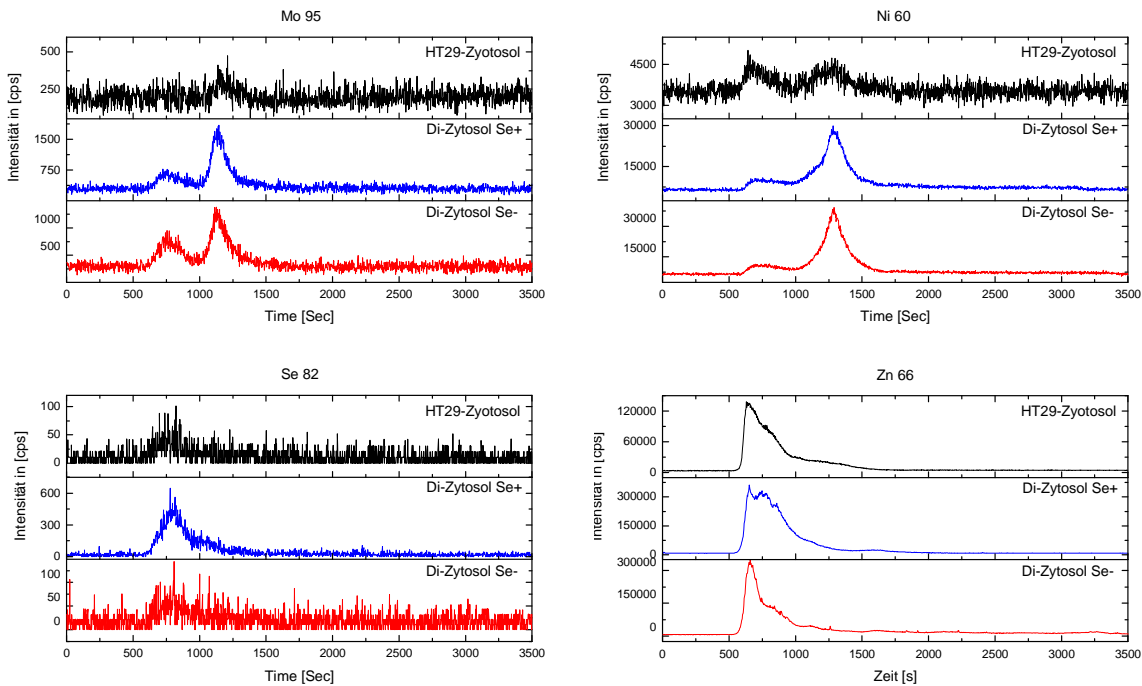 Mo 95
Intensität in [cps]
500
250
HT29-Zyotosol
1500
750
Di-Zytosol Se+
1000
500
Di-Zytosol Se-
0 500 1000 1500 2000 2500 3000 3500
Time [Sec]
Ni 60
Intensität in [cps]
4500
3000
HT29-Zyotosol
30000
15000
Di-Zytosol Se+
30000
15000
0
Di-Zytosol Se-
0 500 1000 1500 2000 2500 3000 3500
Time [Sec]
Se 82
Intensität in [cps]
100
50
0
HT29-Zyotosol
600
300
0
Di-Zytosol Se+
100
50
0
Di-Zytosol Se-
0 500 1000 1500 2000 2500 3000 3500
Time [Sec]
Zn 66
Intensität in [cps]
120000
60000
0
HT29-Zyotosol
300000
150000
0
Di-Zytosol Se+
300000
150000
0
Di-Zytosol Se-
0 500 1000 1500 2000 2500 3000 3500
Zeit [s]